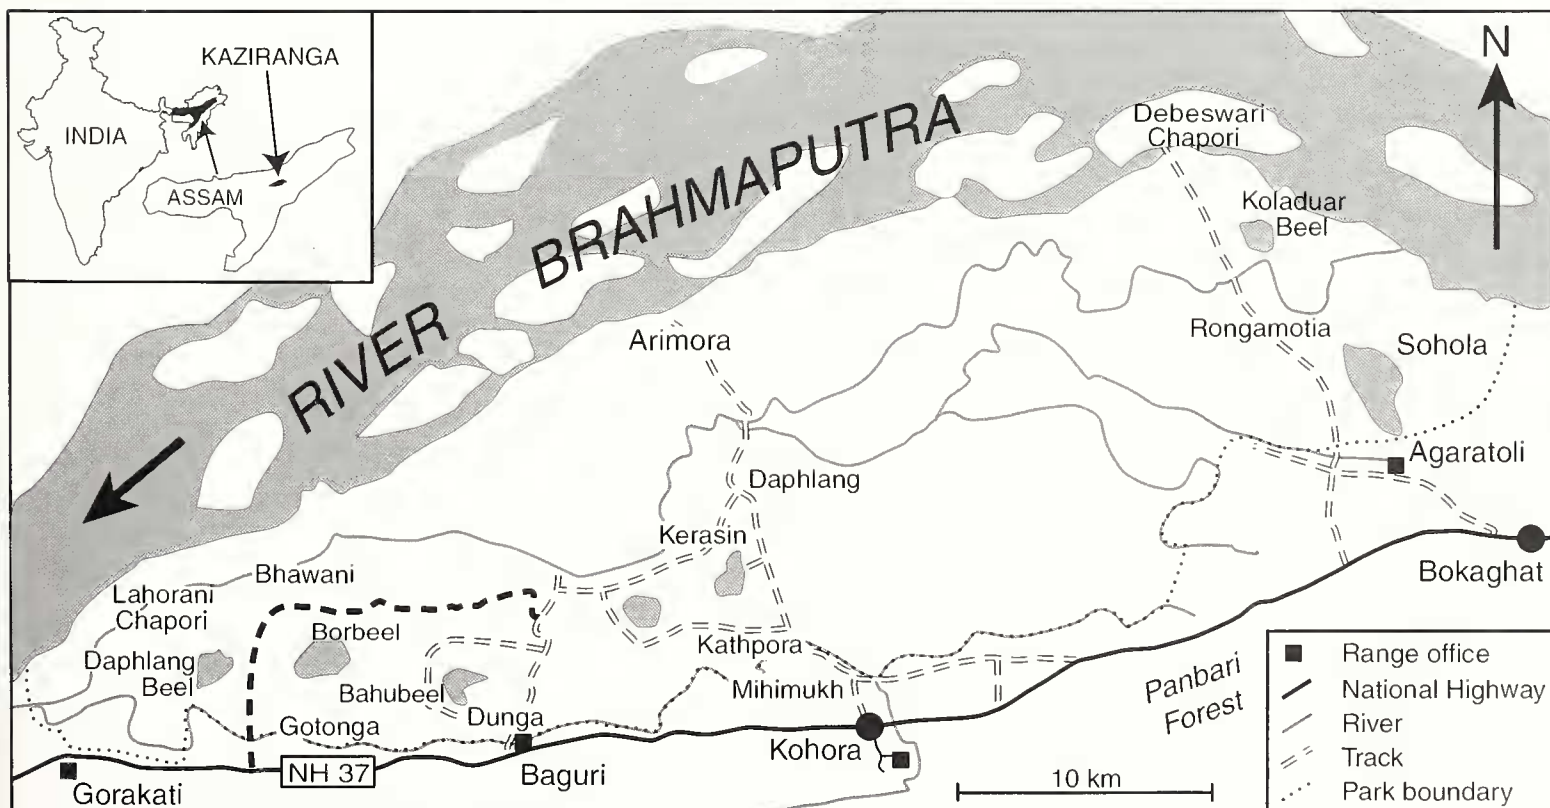 KAZIRANGA
INDIA
ASSAM
N
RIVER BRAHMAPUTRA
Debeswari
Chapori
Koladuar
Beel
Arimora
Rongamotia
Sohola
Agaratoli
Daphlang
Kerasin
Bokaghat
Bhawani
Lahorani
Chapori
Borbeel
Kathpora
Daphlang
Beel
Bahubeel
Mihimukh
Dunga
Gotonga
Panbari
Forest
NH 37
Baguri
Kohora
Gorakati
10 km
Range office
National Highway
River
Track
Park boundary